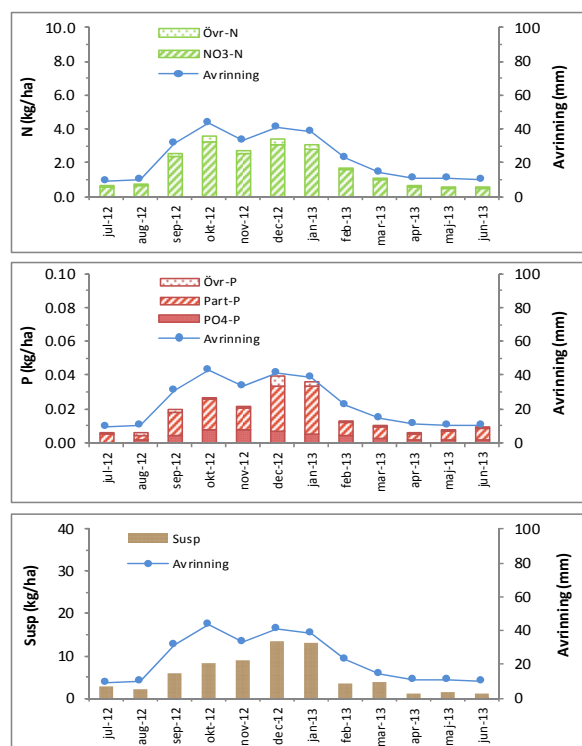 Övr-N
NO3-N
Avrinning
N (kg/ha)
10.0
8.0
6.0
4.0
2.0
0.0
Avrinning (mm)
100
80
60
40
20
0
jul-12
aug-12
sep-12
okt-12
nov-12
dec-12
jan-13
feb-13
mar-13
apr-13
maj-13
jun-13
Övr-P
Part-P
PO4-P
Avrinning
P (kg/ha)
0.10
0.08
0.06
0.04
0.02
0.00
Avrinning (mm)
100
80
60
40
20
0
jul-12
aug-12
sep-12
okt-12
nov-12
dec-12
jan-13
feb-13
mar-13
apr-13
maj-13
jun-13
Susp
Avrinning
Susp (kg/ha)
40
30
20
10
0
Avrinning (mm)
100
80
60
40
20
0
jul-12
aug-12
sep-12
okt-12
nov-12
dec-12
jan-13
feb-13
mar-13
apr-13
maj-13
jun-13